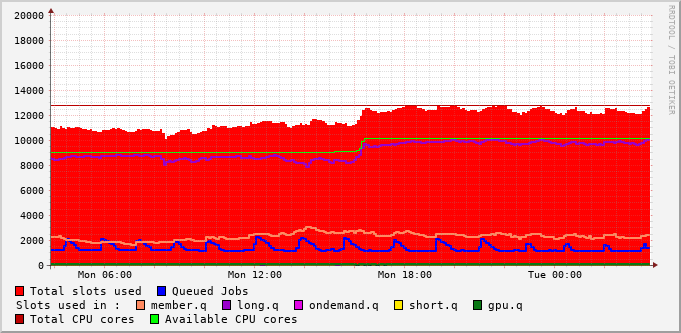 20000
18000
16000
14000
12000
10000
8000
6000
4000
2000
0
Mon 06:00 Mon 12:00 Mon 18:00 Tue 00:00
RRDTOOL / TOBI OETIKER
Total slots used Queued Jobs
Slots used in : member.q long.q ondemand.q short.q gpu.q
Total CPU cores Available CPU cores